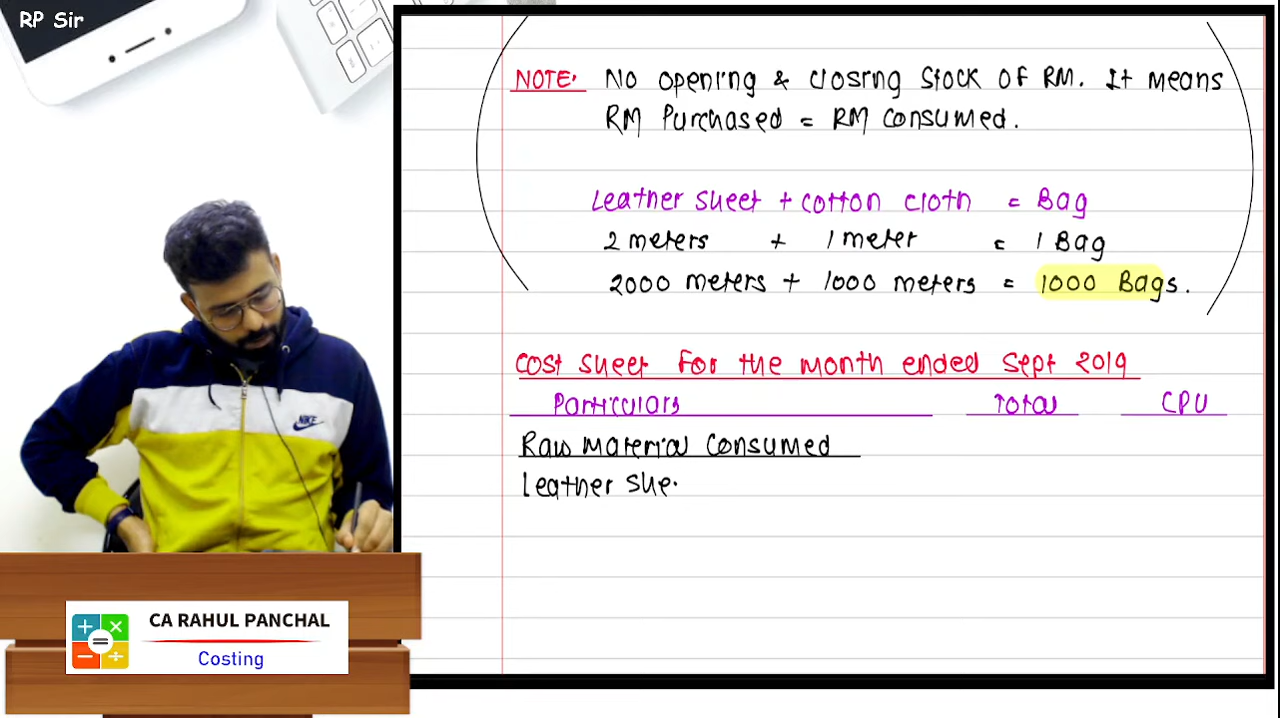 RP Sir
NOTE: No opening & closing stock of RM. It means
RM Purchased = RM consumed.
Leather sheet + cotton cloth = Bag
2 meters + 1 meter = 1 Bag
2000 meters + 1000 meters = 1000 Bags.
Cost sheet for the month ended Sept 2019
Particulars Total CPU
Raw material Consumed
Leather she
NIKE
CA RAHUL PANCHAL
Costing